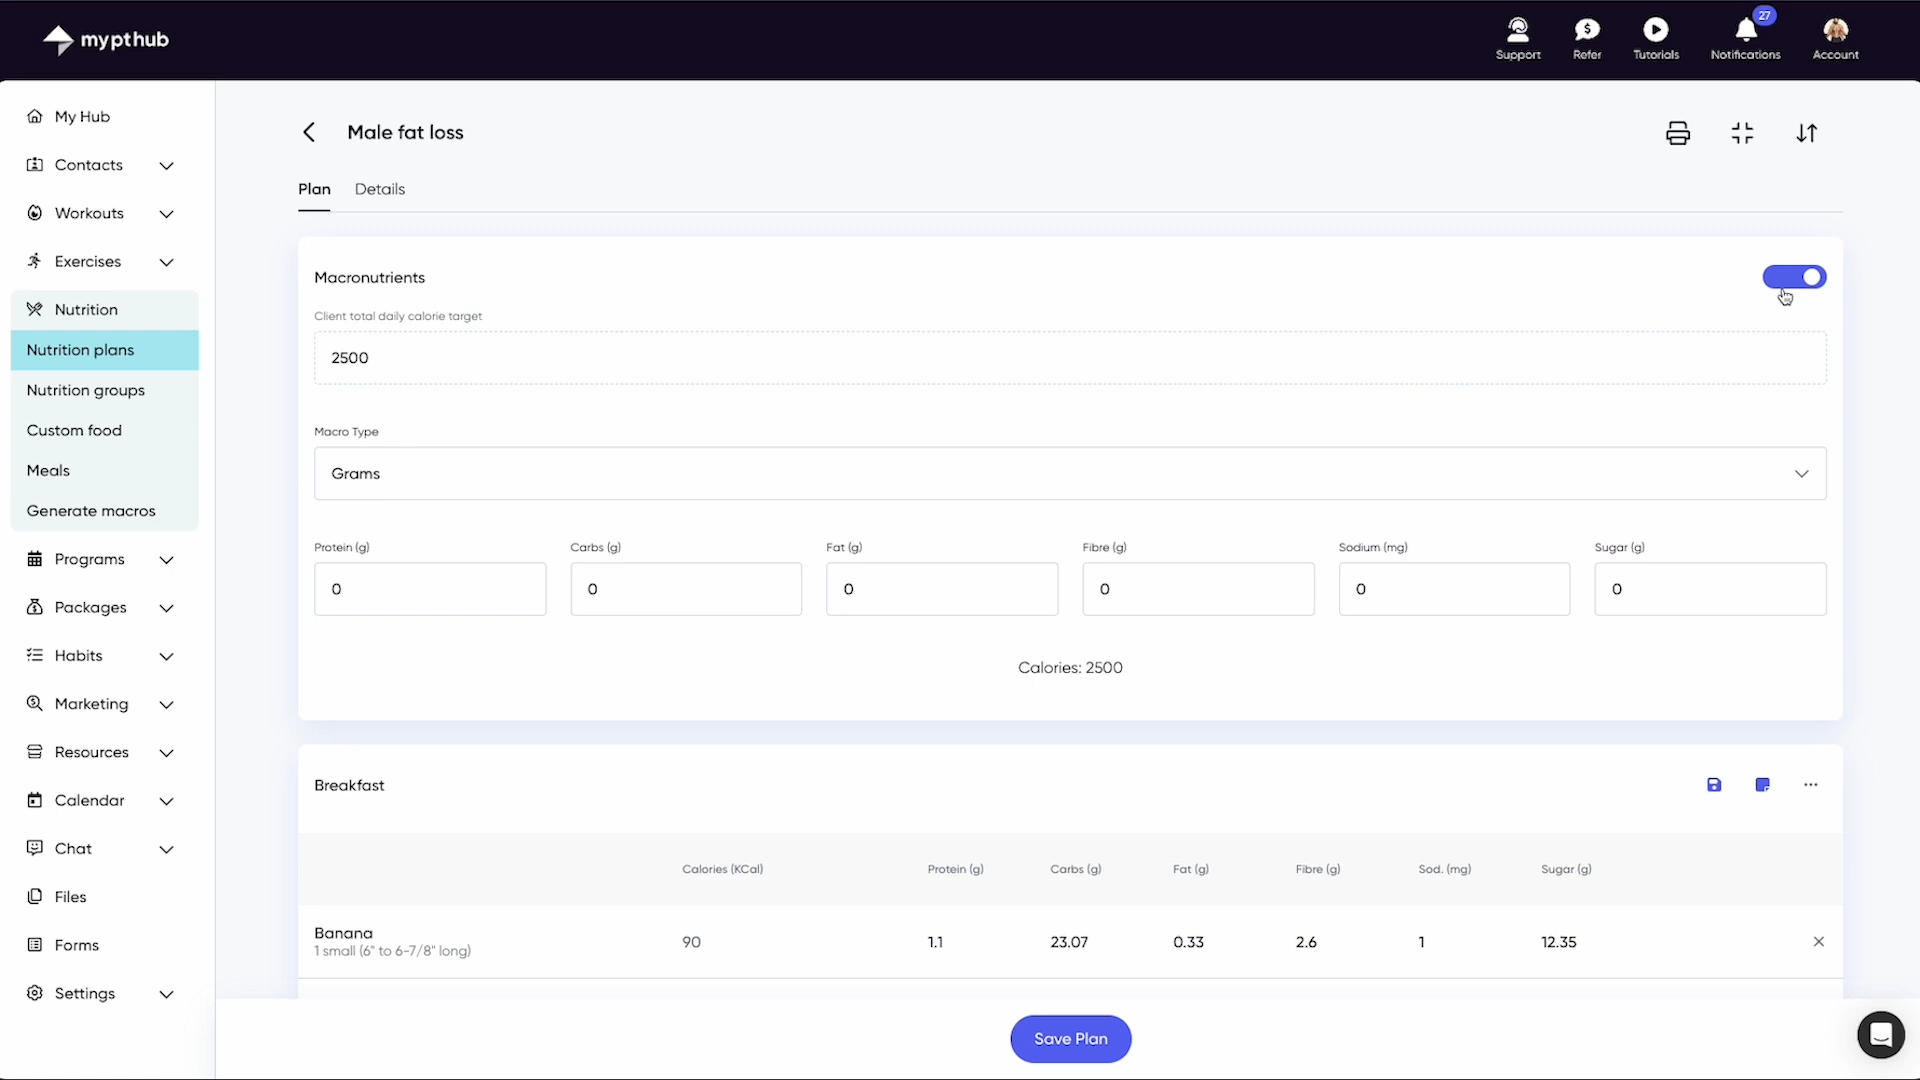 mypthub
Support
Refer
Tutorials
27
Notifications
Account
My Hub
Contacts
Workouts
Exercises
Nutrition
Nutrition plans
Nutrition groups
Custom food
Meals
Generate macros
Programs
Packages
Habits
Marketing
Resources
Calendar
Chat
Files
Forms
Settings
Male fat loss
Plan Details
Macronutrients
Client total daily calorie target
2500
Macro Type
Grams
Protein (g) Carbs (g) Fat (g) Fibre (g) Sodium (mg) Sugar (g)
0 0 0 0 0 0
Calories: 2500
Breakfast
Calories (KCal) Protein (g) Carbs (g) Fat (g) Fibre (g) Sod. (mg) Sugar (g)
Banana
1 small (6" to 6-7/8" long)
90 1.1 23.07 0.33 2.6 1 12.35
Save Plan